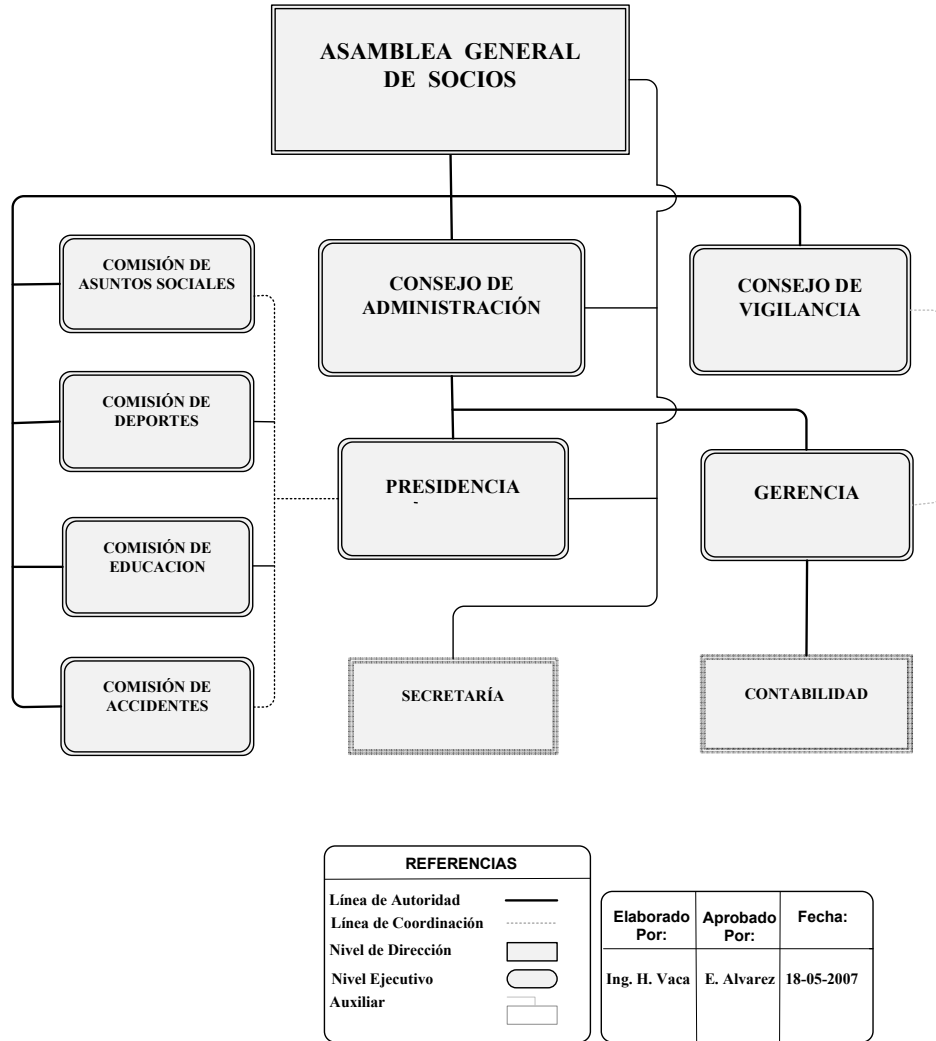 ASAMBLEA GENERAL
DE SOCIOS
COMISIÓN DE
ASUNTOS SOCIALES
CONSEJO DE
ADMINISTRACIÓN
CONSEJO DE
VIGILANCIA
COMISIÓN DE
DEPORTES
PRESIDENCIA
-
GERENCIA
COMISIÓN DE
EDUCACION
COMISIÓN DE
ACCIDENTES
SECRETARÍA
CONTABILIDAD
REFERENCIAS
Línea de Autoridad
Línea de Coordinación
Nivel de Dirección
Nivel Ejecutivo
Auxiliar
Elaborado
Por:
Aprobado
Por:
Fecha:
Ing. H. Vaca
E. Alvarez
18-05-2007